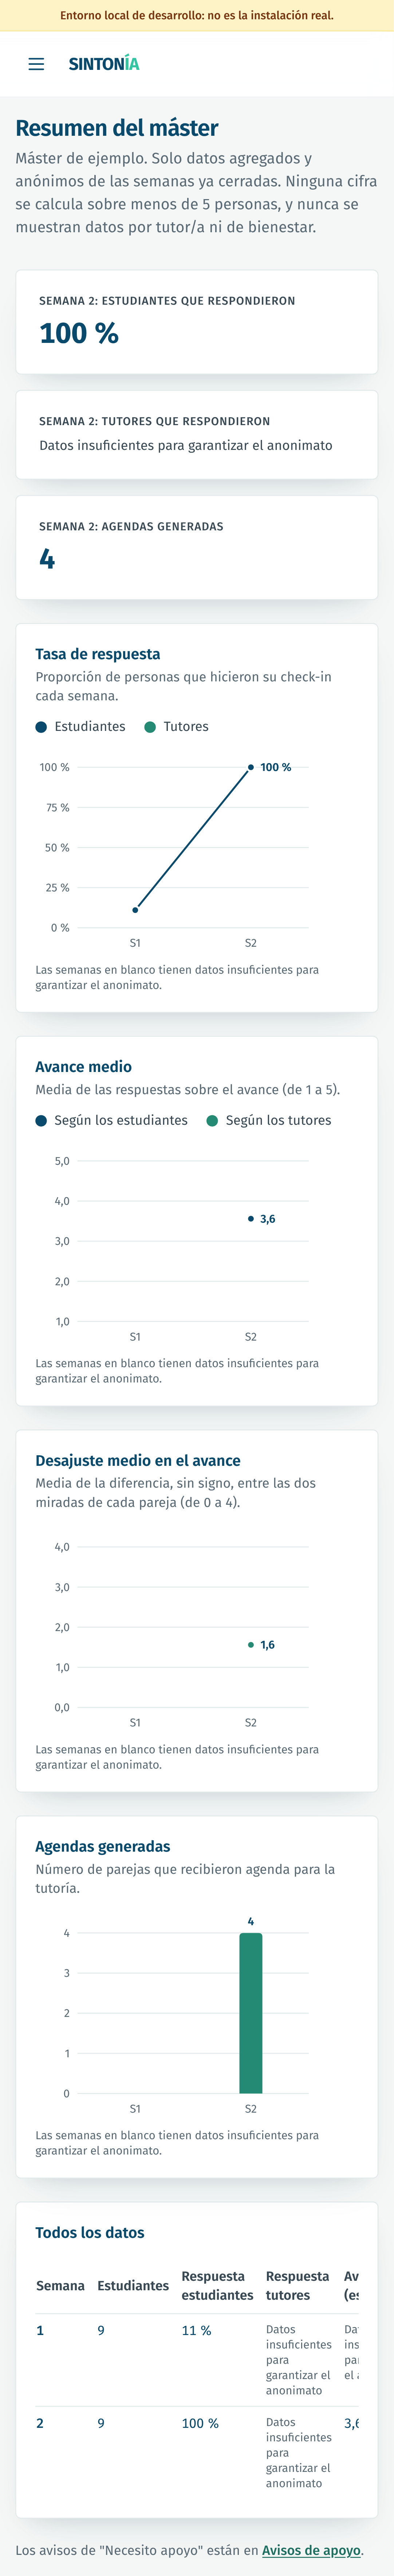 Entorno local de desarrollo: no es la instalación real.
SINTONÍA
Resumen del máster
Máster de ejemplo. Solo datos agregados y
anónimos de las semanas ya cerradas. Ninguna cifra
se calcula sobre menos de 5 personas, y nunca se
muestran datos por tutor/a ni de bienestar.
SEMANA 2: ESTUDIANTES QUE RESPONDIERON
100 %
SEMANA 2: TUTORES QUE RESPONDIERON
Datos insuficientes para garantizar el anonimato
SEMANA 2: AGENDAS GENERADAS
4
Tasa de respuesta
Proporción de personas que hicieron su check-in
cada semana.
Estudiantes Tutores
100 %
100 %
75 %
50 %
25 %
0 %
S1 S2
Las semanas en blanco tienen datos insuficientes para
garantizar el anonimato.
Avance medio
Media de las respuestas sobre el avance (de 1 a 5).
Según los estudiantes Según los tutores
5,0
4,0
3,6
3,0
2,0
1,0
S1 S2
Las semanas en blanco tienen datos insuficientes para
garantizar el anonimato.
Desajuste medio en el avance
Media de la diferencia, sin signo, entre las dos
miradas de cada pareja (de 0 a 4).
4,0
3,0
2,0
1,6
1,0
0,0
S1 S2
Las semanas en blanco tienen datos insuficientes para
garantizar el anonimato.
Agendas generadas
Número de parejas que recibieron agenda para la
tutoría.
4
4
3
2
1
0
S1 S2
Las semanas en blanco tienen datos insuficientes para
garantizar el anonimato.
Todos los datos
Semana Estudiantes Respuesta estudiantes Respuesta tutores
1 9 11 % Datos insuficientes para garantizar el anonimato
2 9 100 % Datos insuficientes para garantizar el anonimato
Los avisos de "Necesito apoyo" están en Avisos de apoyo.